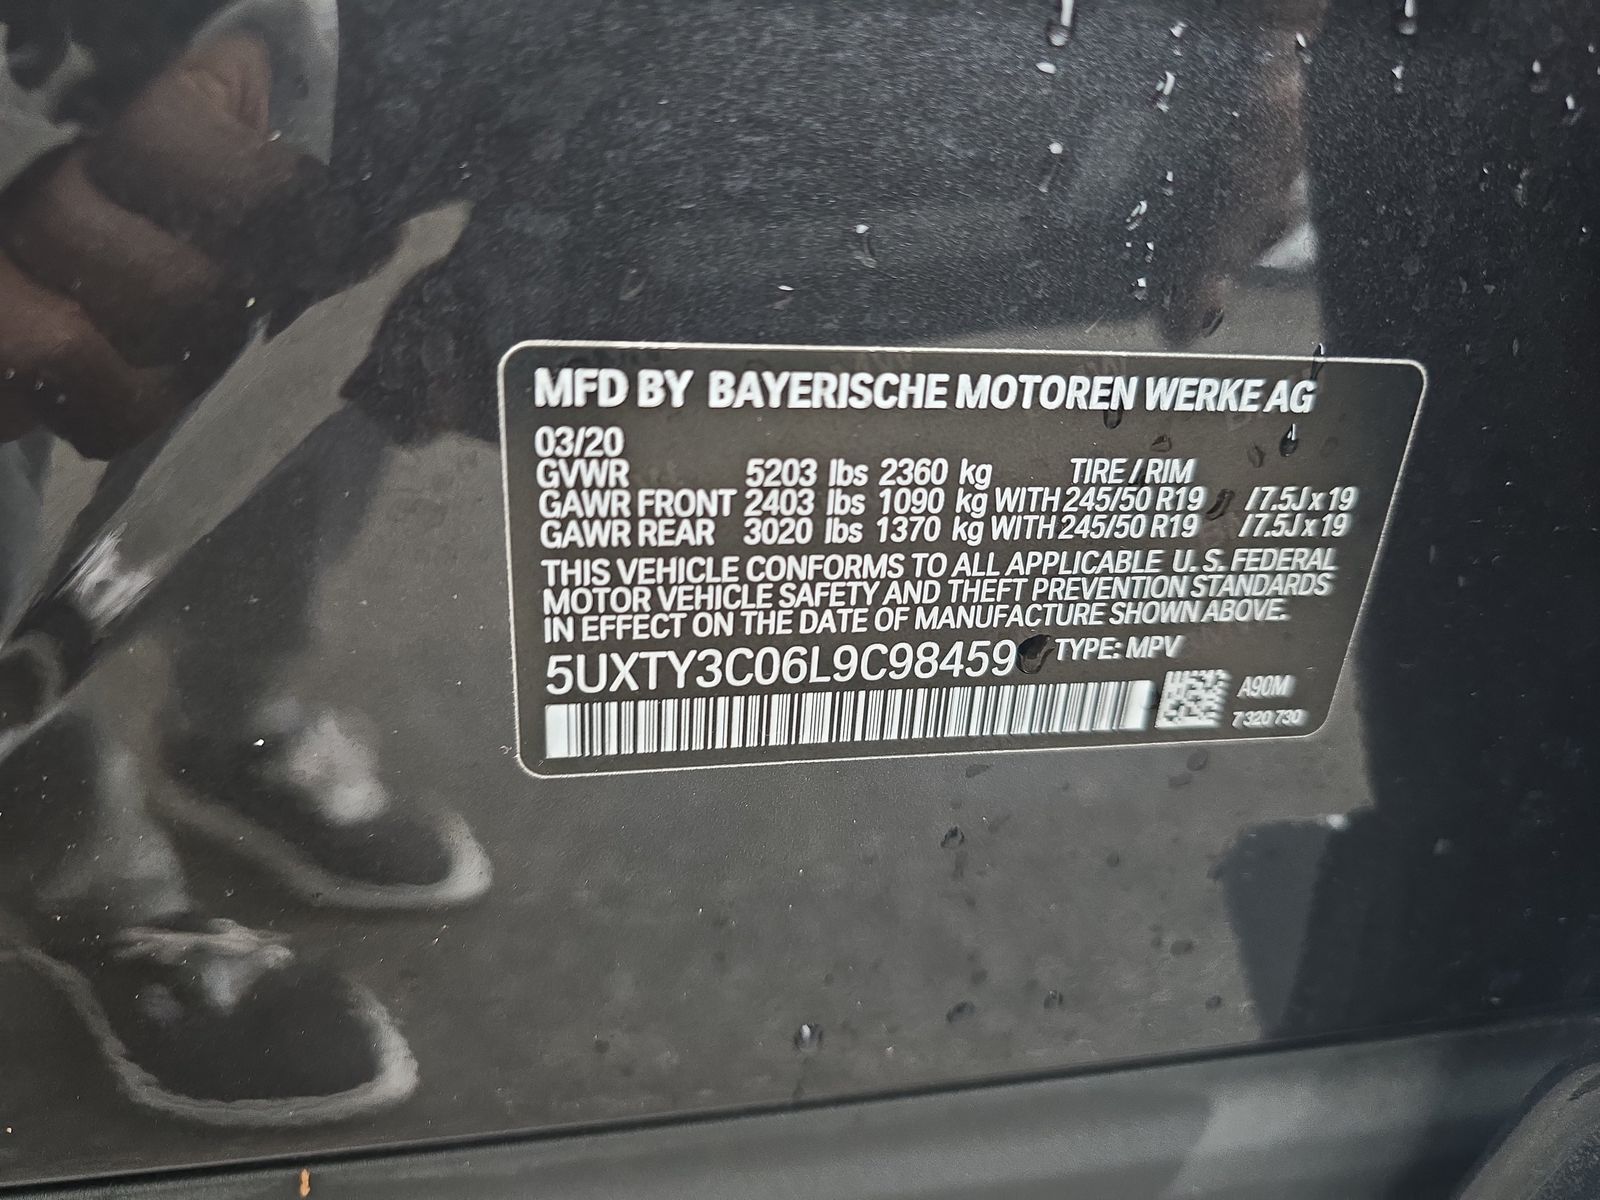 MFD BY BAYERISCHE MOTOREN WERKE AG
03/20
GVWR 5203 lbs 2360 kg TIRE / RIM
GAWR FRONT 2403 lbs 1090 kg WITH 245/50 R19 /7.5J x 19
GAWR REAR 3020 lbs 1370 kg WITH 245/50 R19 /7.5J x 19
THIS VEHICLE CONFORMS TO ALL APPLICABLE U. S. FEDERAL
MOTOR VEHICLE SAFETY AND THEFT PREVENTION STANDARDS
IN EFFECT ON THE DATE OF MANUFACTURE SHOWN ABOVE.
5UXTY3C06L9C98459 TYPE: MPV
A90M
7 320 730